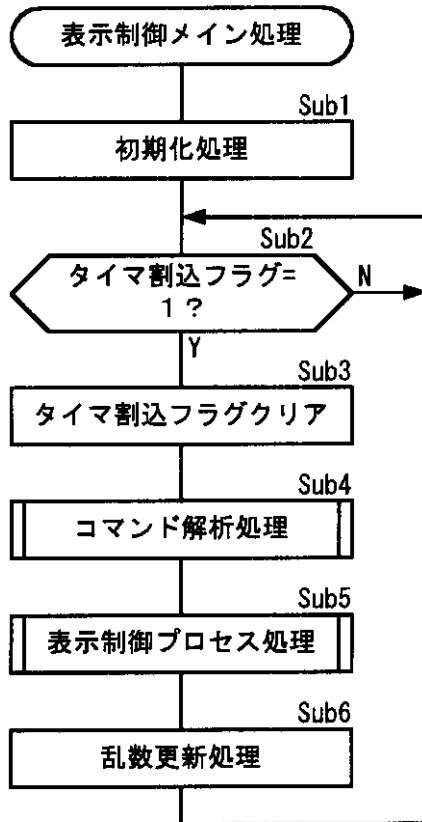 表示制御メイン処理
Sub1
初期化処理
Sub2
タイマ割込フラグ=
1?
N
Y
Sub3
タイマ割込フラグクリア
Sub4
コマンド解析処理
Sub5
表示制御プロセス処理
Sub6
乱数更新処理